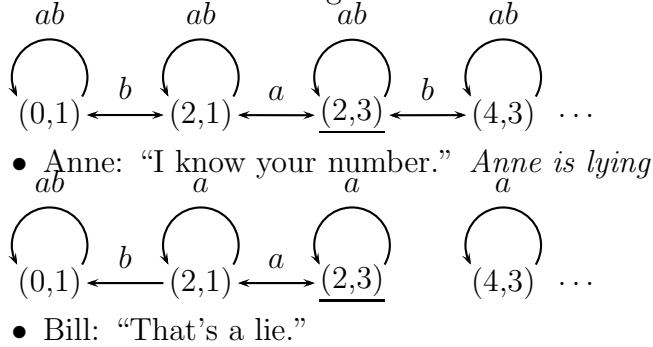 ab ab ab ab
(0,1) b (2,1) a (2,3) b (4,3) ···
• Anne: “I know your number.” Anne is lying
ab a a a
(0,1) b (2,1) a (2,3) (4,3) ···
• Bill: “That's a lie.”